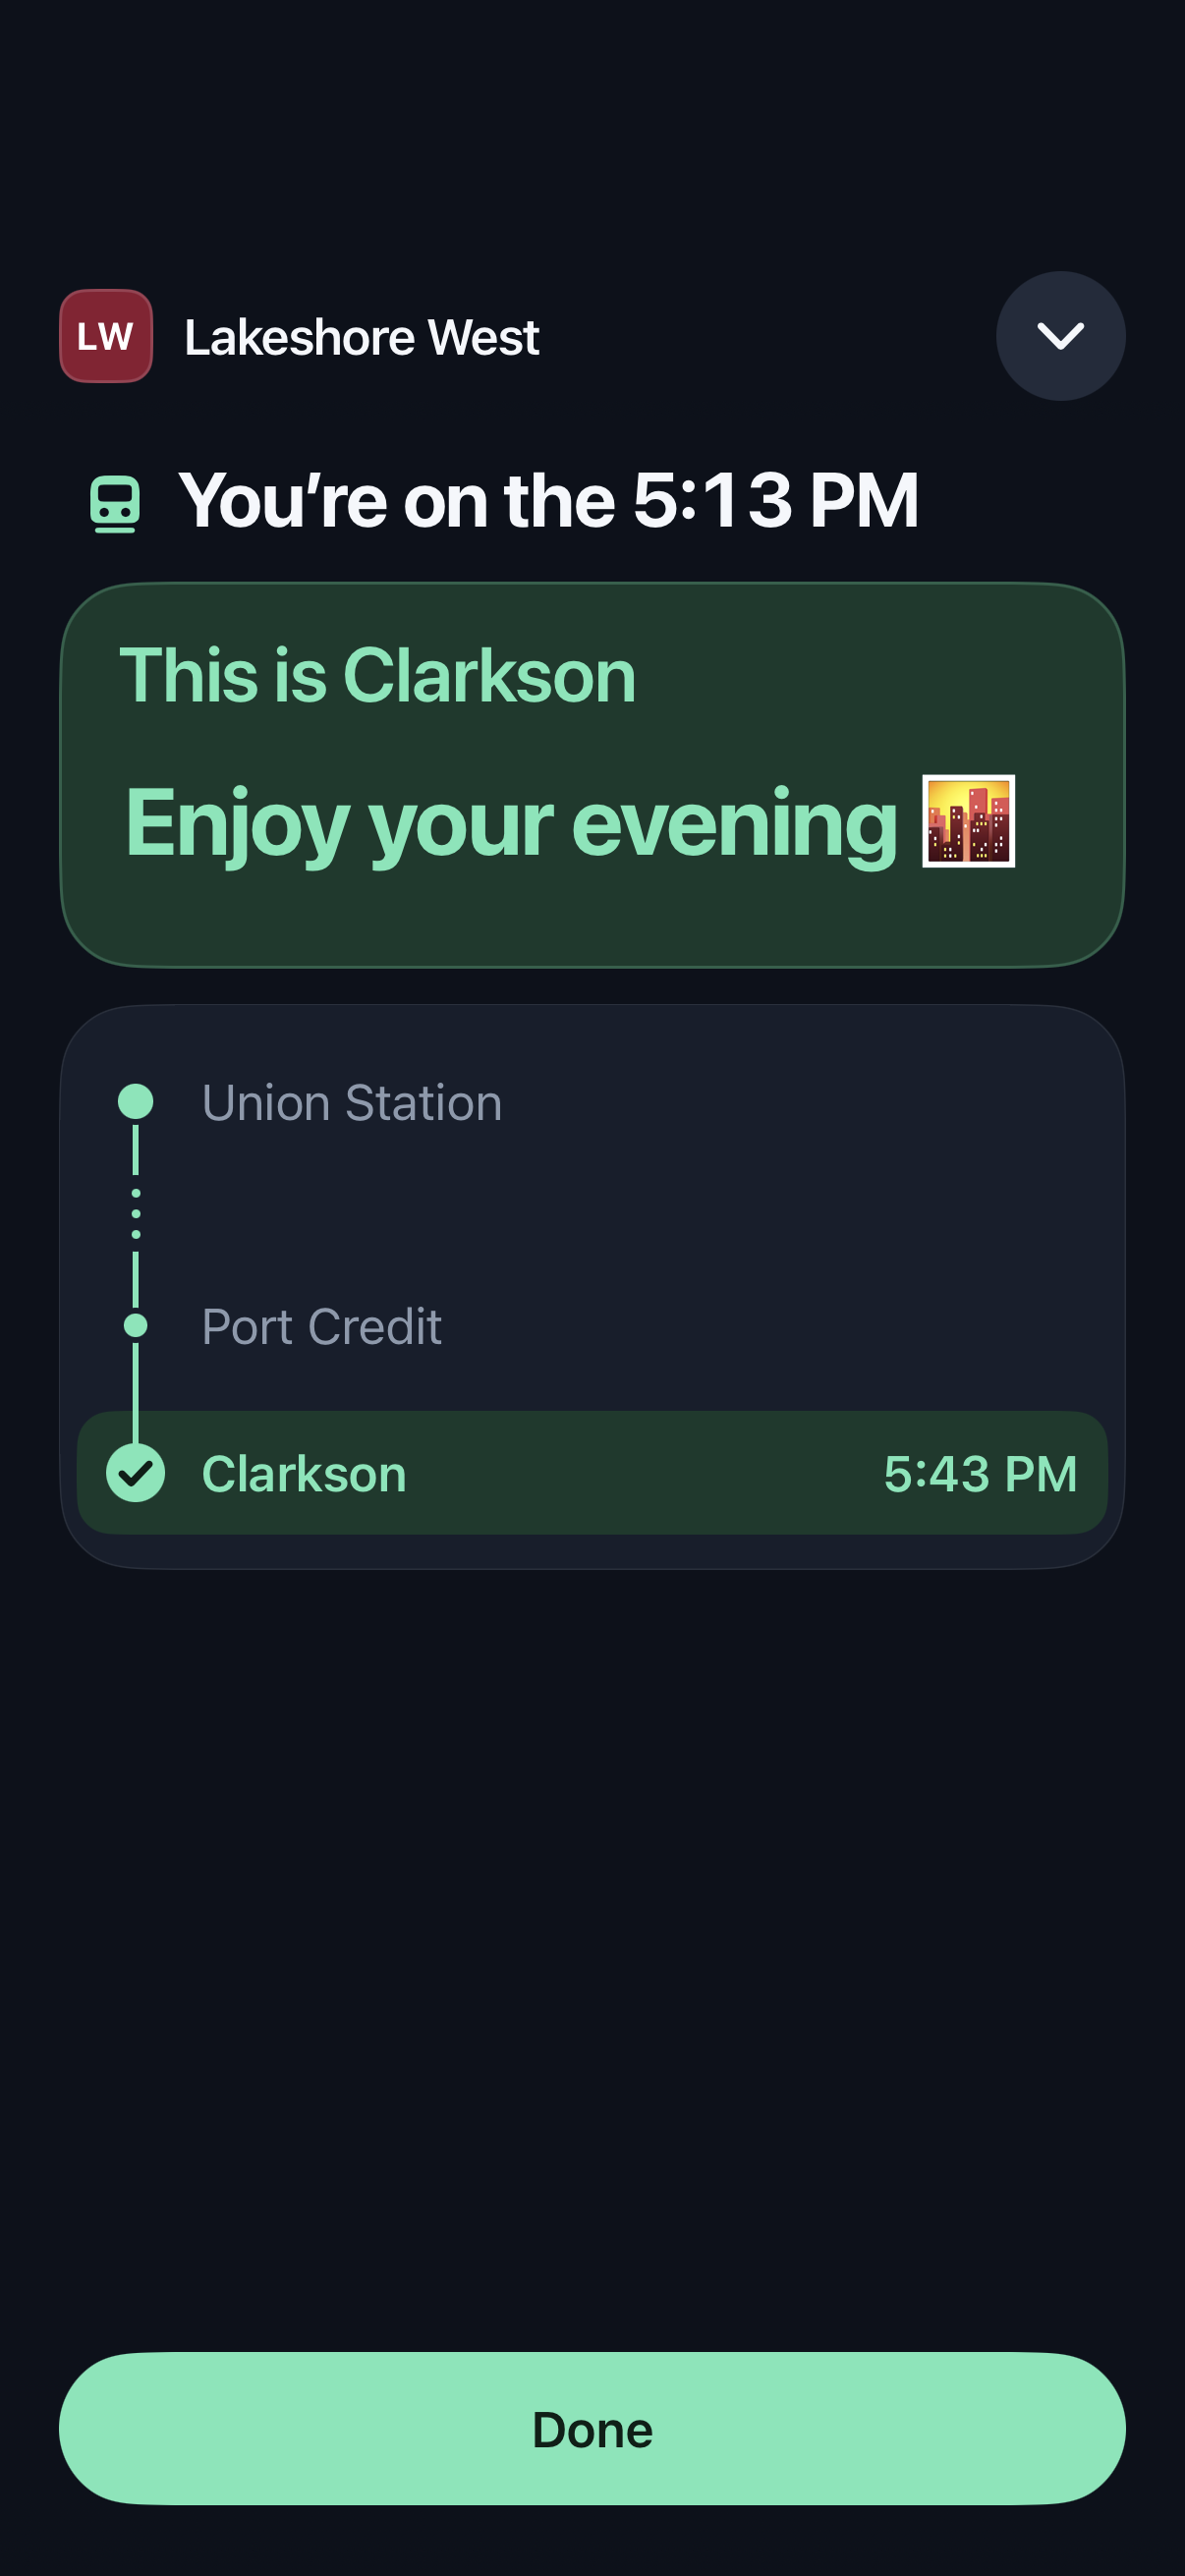 LW
Lakeshore West
You’re on the 5:13 PM
This is Clarkson
Enjoy your evening 🌇
Union Station
Port Credit
Clarkson 5:43 PM
Done